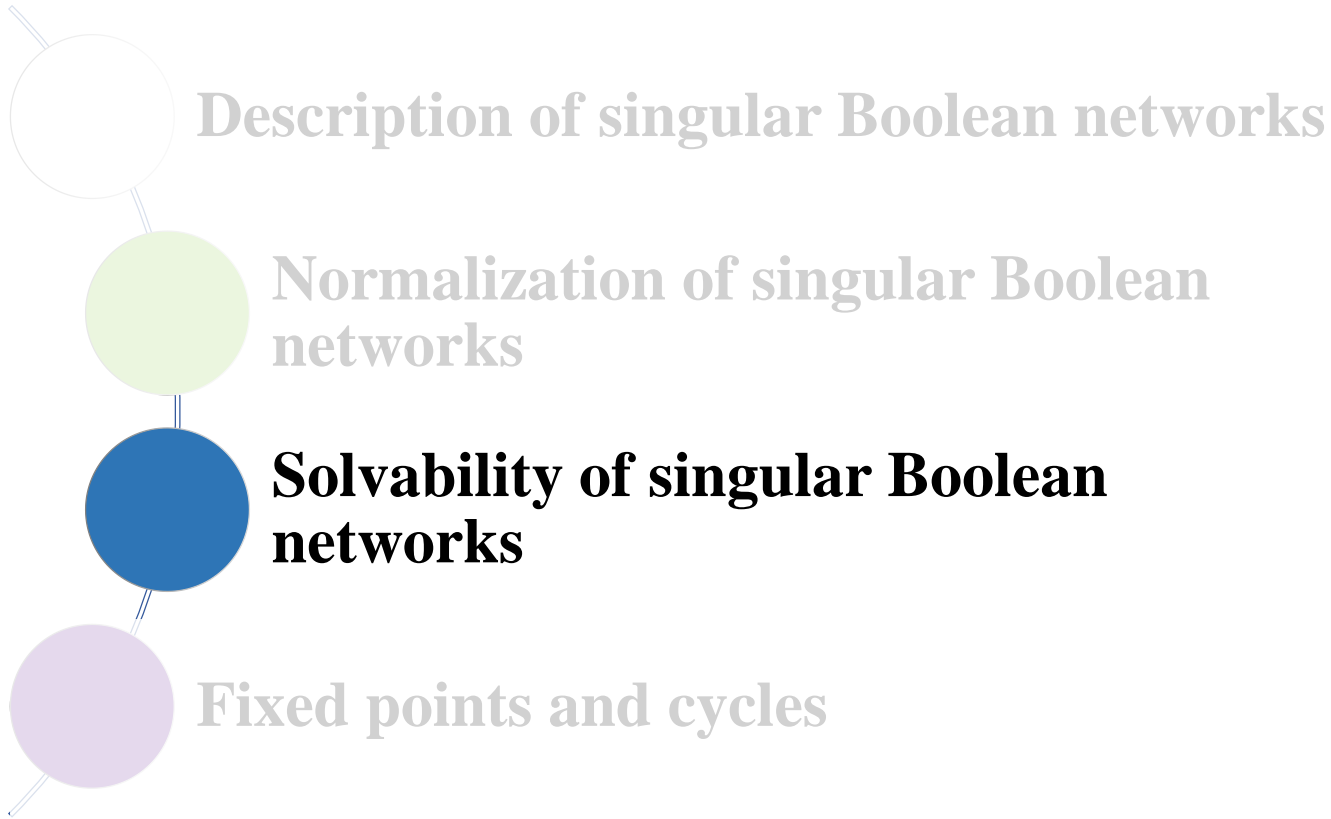 Description of singular Boolean networks
Normalization of singular Boolean
networks
Solvability of singular Boolean
networks
Fixed points and cycles